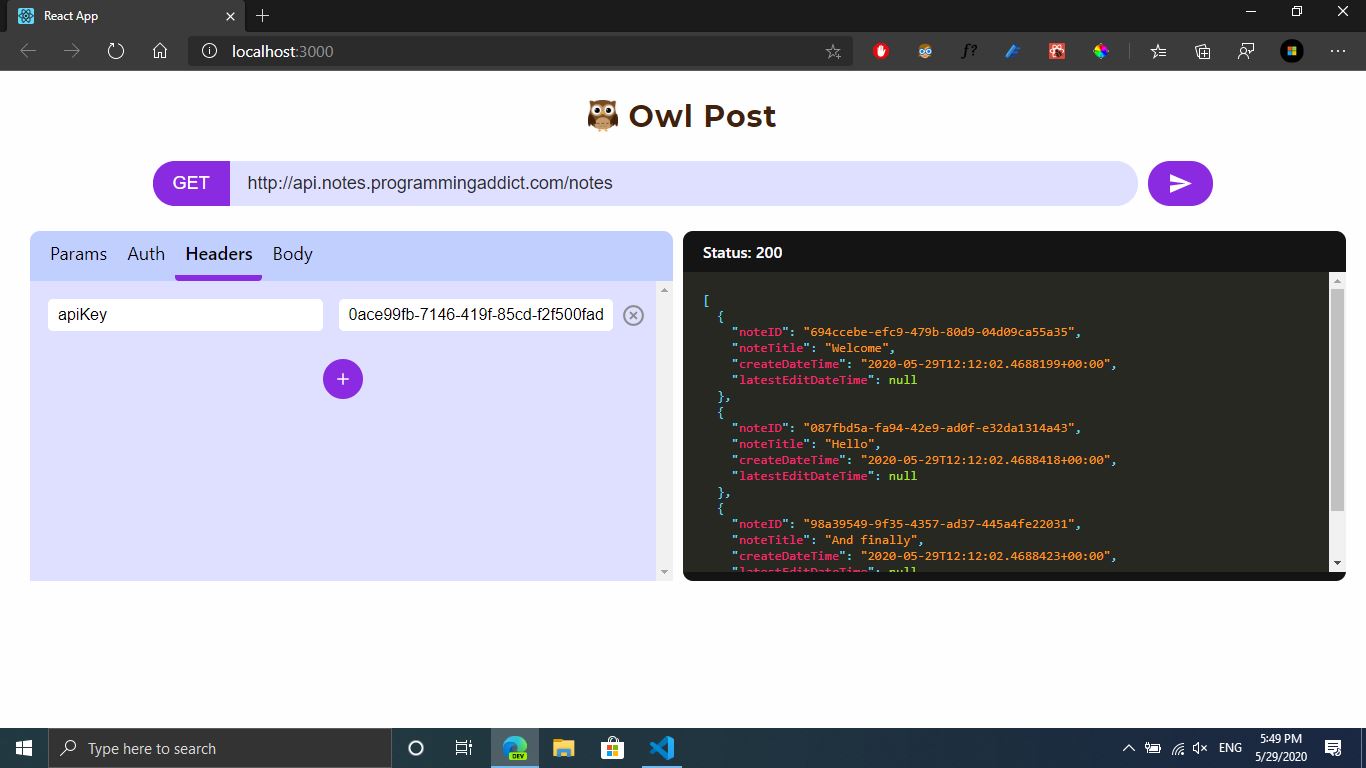 React App
localhost:3000
Owl Post
GET http://api.notes.programmingaddict.com/notes
Params Auth Headers Body
apiKey 0ace99fb-7146-419f-85cd-f2f500fad
Status: 200
[
{
"noteID": "694ccebe-efc9-479b-80d9-04d09ca55a35",
"noteTitle": "Welcome",
"createDateTime": "2020-05-29T12:12:02.4688199+00:00",
"latestEditDateTime": null
},
{
"noteID": "087fbd5a-fa94-42e9-ad0f-e32da1314a43",
"noteTitle": "Hello",
"createDateTime": "2020-05-29T12:12:02.4688418+00:00",
"latestEditDateTime": null
},
{
"noteID": "98a39549-9f35-4357-ad37-445a4fe22031",
"noteTitle": "And finally",
"createDateTime": "2020-05-29T12:12:02.4688423+00:00",
"latestEditDateTime": null
Type here to search
DEV
ENG
5:49 PM
5/29/2020